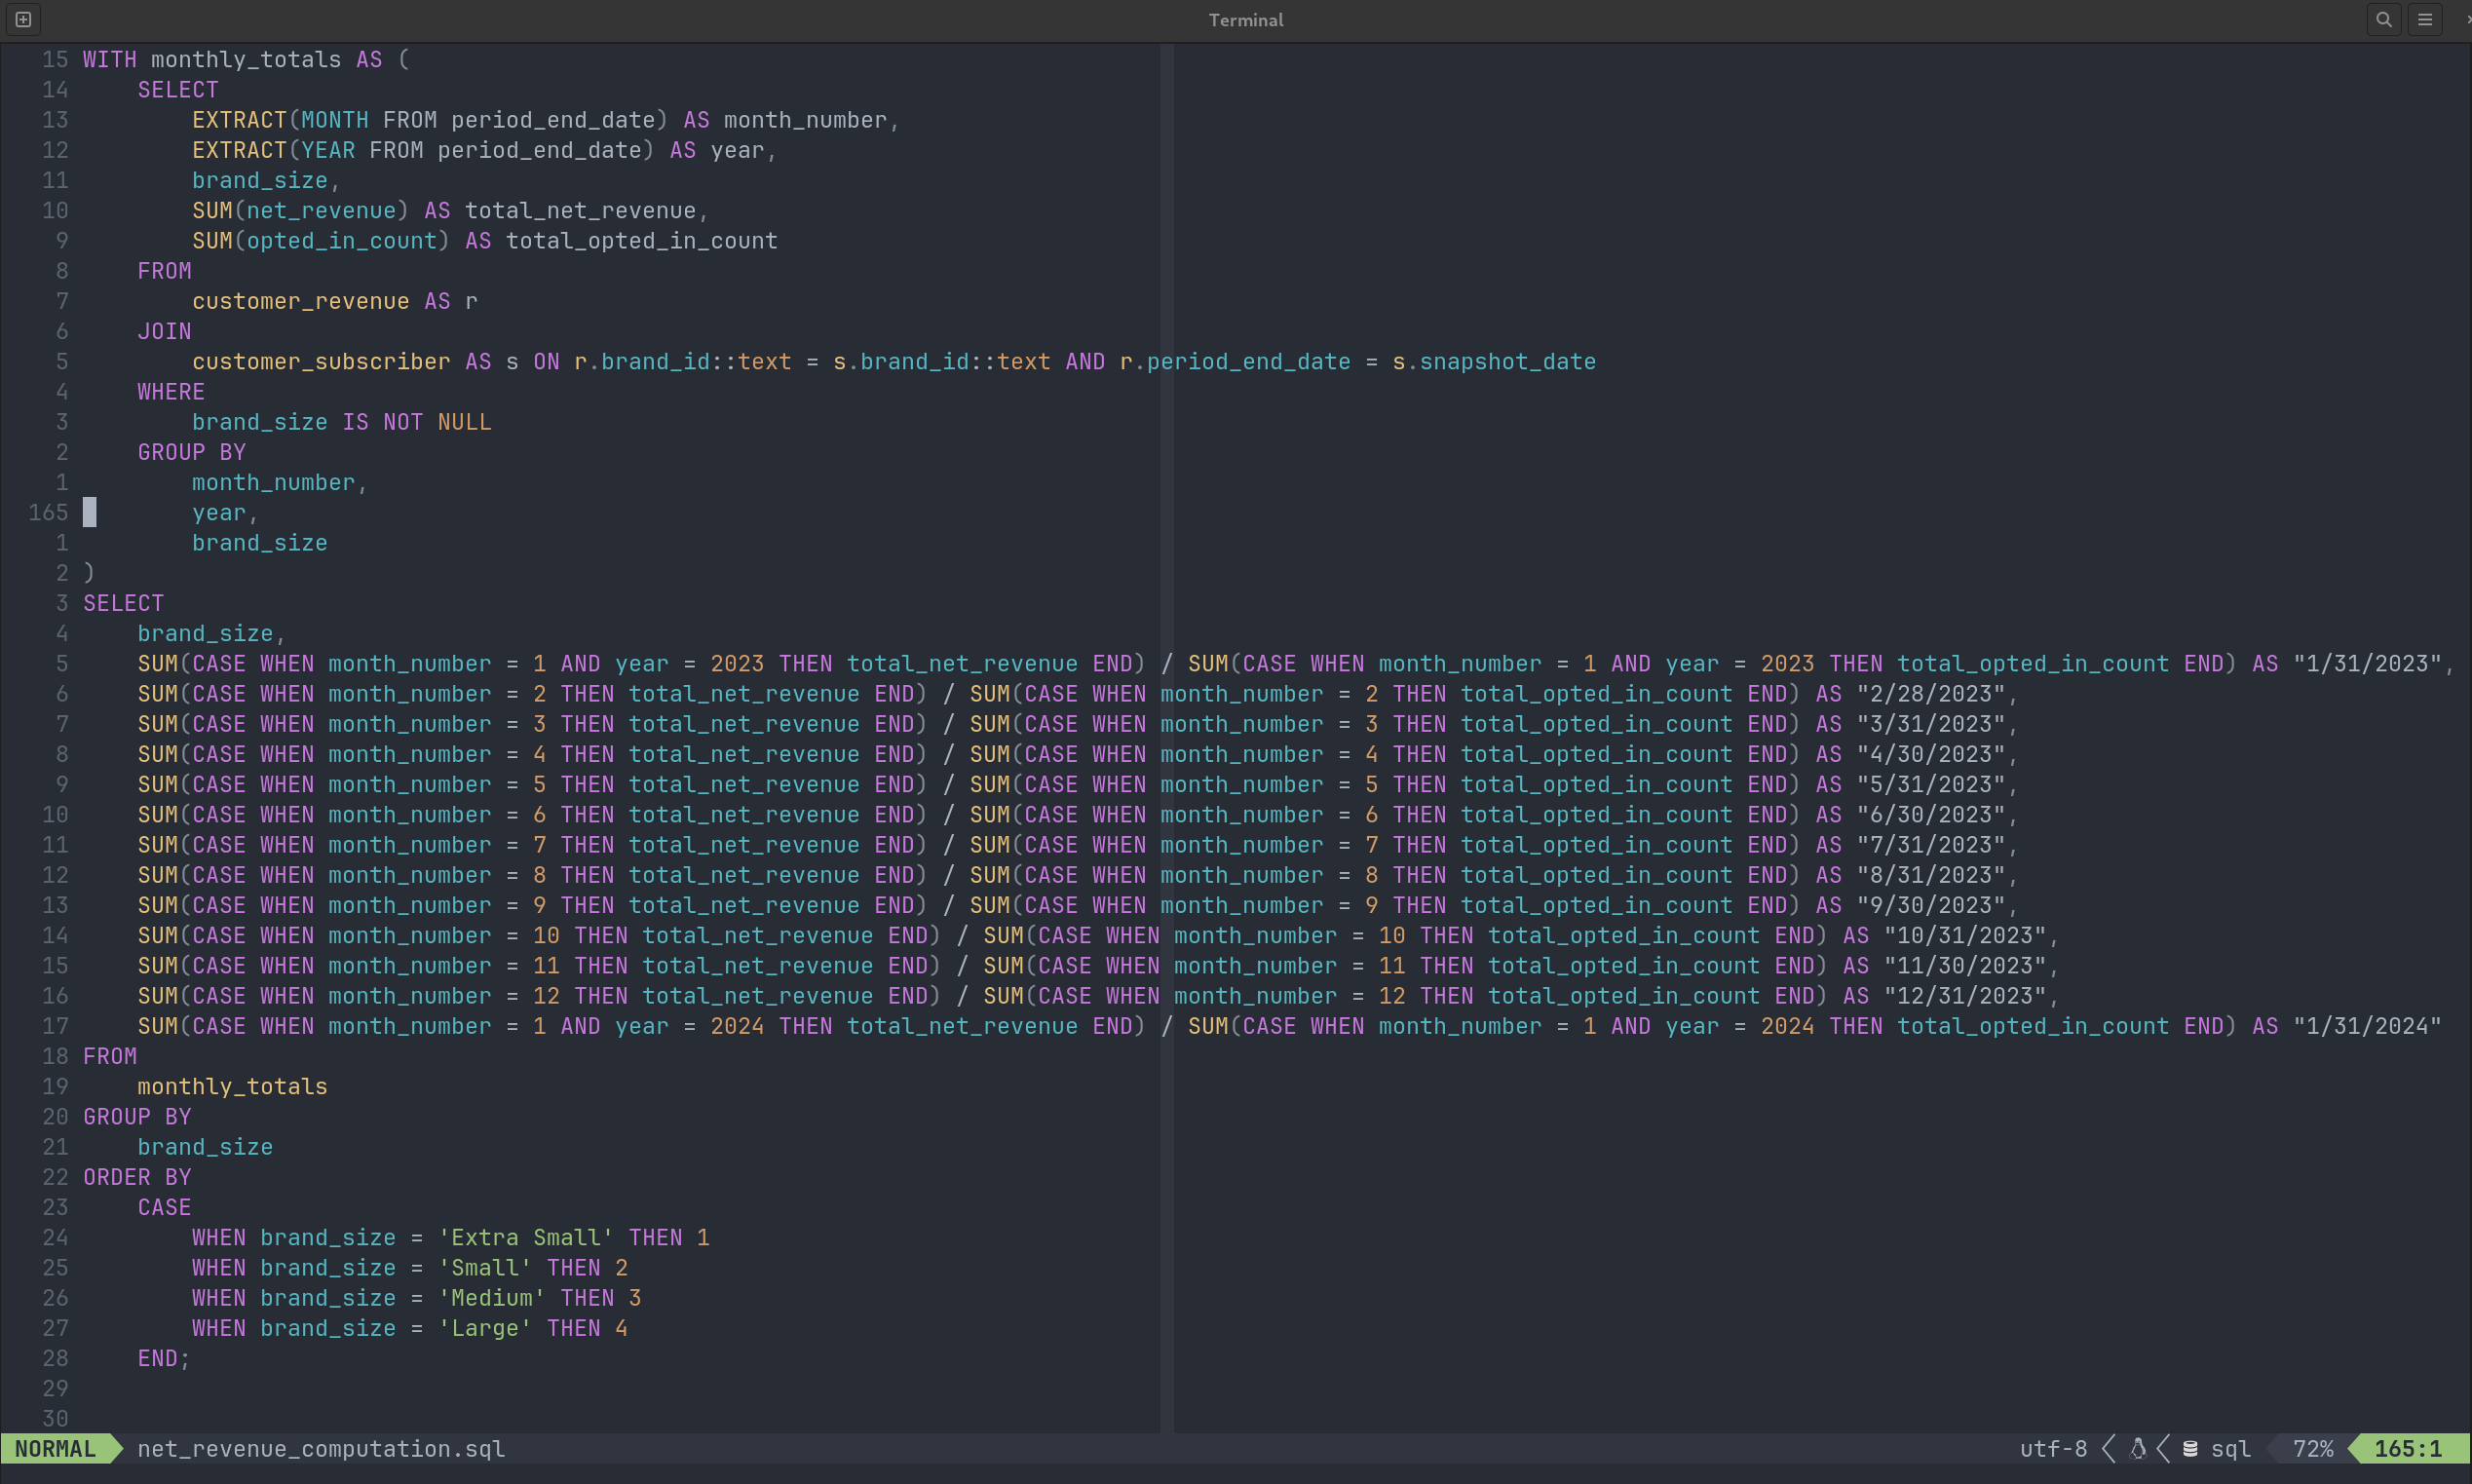 Terminal
15 WITH monthly_totals AS (
14     SELECT
13         EXTRACT(MONTH FROM period_end_date) AS month_number,
12         EXTRACT(YEAR FROM period_end_date) AS year,
11         brand_size,
10         SUM(net_revenue) AS total_net_revenue,
9         SUM(opted_in_count) AS total_opted_in_count
8     FROM
7         customer_revenue AS r
6     JOIN
5         customer_subscriber AS s ON r.brand_id::text = s.brand_id::text AND r.period_end_date = s.snapshot_date
4     WHERE
3         brand_size IS NOT NULL
2     GROUP BY
1         month_number,
165         year,
1         brand_size
2 )
3 SELECT
4     brand_size,
5     SUM(CASE WHEN month_number = 1 AND year = 2023 THEN total_net_revenue END) / SUM(CASE WHEN month_number = 1 AND year = 2023 THEN total_opted_in_count END) AS "1/31/2023",
6     SUM(CASE WHEN month_number = 2 THEN total_net_revenue END) / SUM(CASE WHEN month_number = 2 THEN total_opted_in_count END) AS "2/28/2023",
7     SUM(CASE WHEN month_number = 3 THEN total_net_revenue END) / SUM(CASE WHEN month_number = 3 THEN total_opted_in_count END) AS "3/31/2023",
8     SUM(CASE WHEN month_number = 4 THEN total_net_revenue END) / SUM(CASE WHEN month_number = 4 THEN total_opted_in_count END) AS "4/30/2023",
9     SUM(CASE WHEN month_number = 5 THEN total_net_revenue END) / SUM(CASE WHEN month_number = 5 THEN total_opted_in_count END) AS "5/31/2023",
10     SUM(CASE WHEN month_number = 6 THEN total_net_revenue END) / SUM(CASE WHEN month_number = 6 THEN total_opted_in_count END) AS "6/30/2023",
11     SUM(CASE WHEN month_number = 7 THEN total_net_revenue END) / SUM(CASE WHEN month_number = 7 THEN total_opted_in_count END) AS "7/31/2023",
12     SUM(CASE WHEN month_number = 8 THEN total_net_revenue END) / SUM(CASE WHEN month_number = 8 THEN total_opted_in_count END) AS "8/31/2023",
13     SUM(CASE WHEN month_number = 9 THEN total_net_revenue END) / SUM(CASE WHEN month_number = 9 THEN total_opted_in_count END) AS "9/30/2023",
14     SUM(CASE WHEN month_number = 10 THEN total_net_revenue END) / SUM(CASE WHEN month_number = 10 THEN total_opted_in_count END) AS "10/31/2023",
15     SUM(CASE WHEN month_number = 11 THEN total_net_revenue END) / SUM(CASE WHEN month_number = 11 THEN total_opted_in_count END) AS "11/30/2023",
16     SUM(CASE WHEN month_number = 12 THEN total_net_revenue END) / SUM(CASE WHEN month_number = 12 THEN total_opted_in_count END) AS "12/31/2023",
17     SUM(CASE WHEN month_number = 1 AND year = 2024 THEN total_net_revenue END) / SUM(CASE WHEN month_number = 1 AND year = 2024 THEN total_opted_in_count END) AS "1/31/2024"
18 FROM
19     monthly_totals
20 GROUP BY
21     brand_size
22 ORDER BY
23     CASE
24         WHEN brand_size = 'Extra Small' THEN 1
25         WHEN brand_size = 'Small' THEN 2
26         WHEN brand_size = 'Medium' THEN 3
27         WHEN brand_size = 'Large' THEN 4
28     END;
29
30
NORMAL net_revenue_computation.sql utf-8 sql 72% 165:1